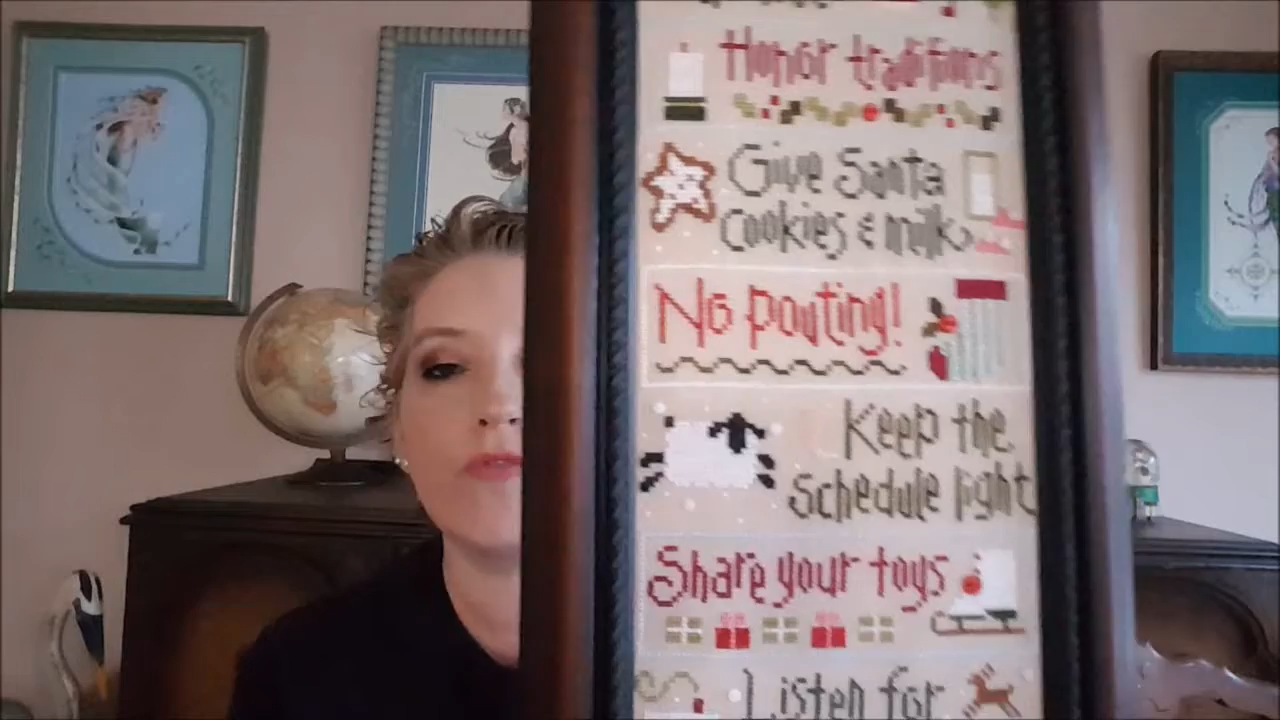 Honor traditions
Give Santa
cookies & milk
No pouting!
Keep the
schedule light
Share your toys
Listen for